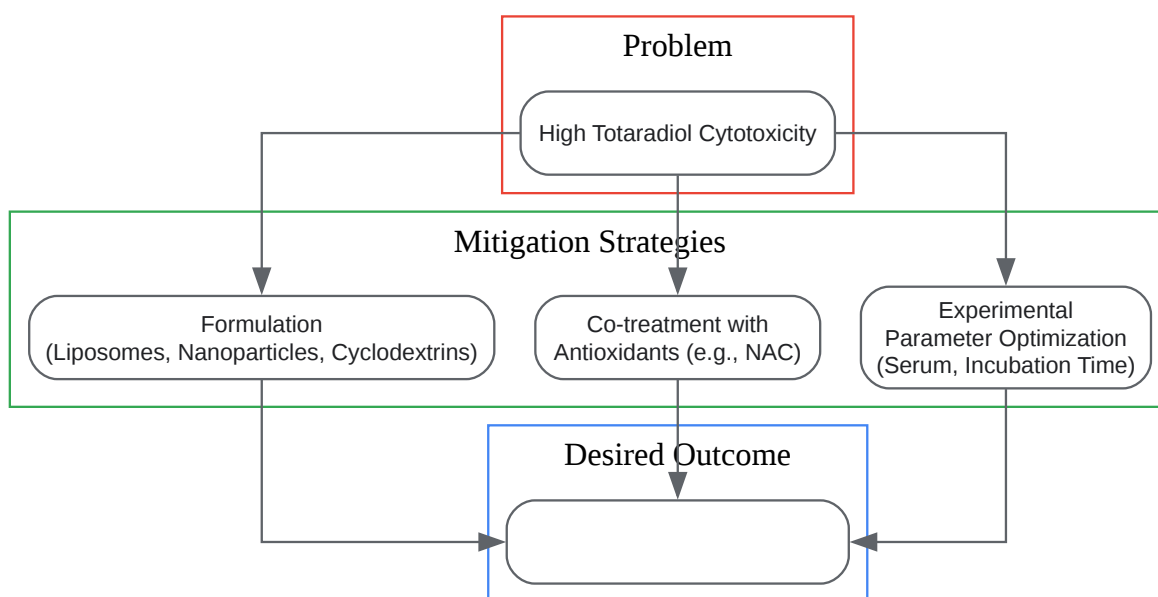 Problem
High Totaradiol Cytotoxicity
Mitigation Strategies
Formulation
(Liposomes, Nanoparticles, Cyclodextrins)
Co-treatment with
Antioxidants (e.g., NAC)
Experimental
Parameter Optimization
(Serum, Incubation Time)
Desired Outcome